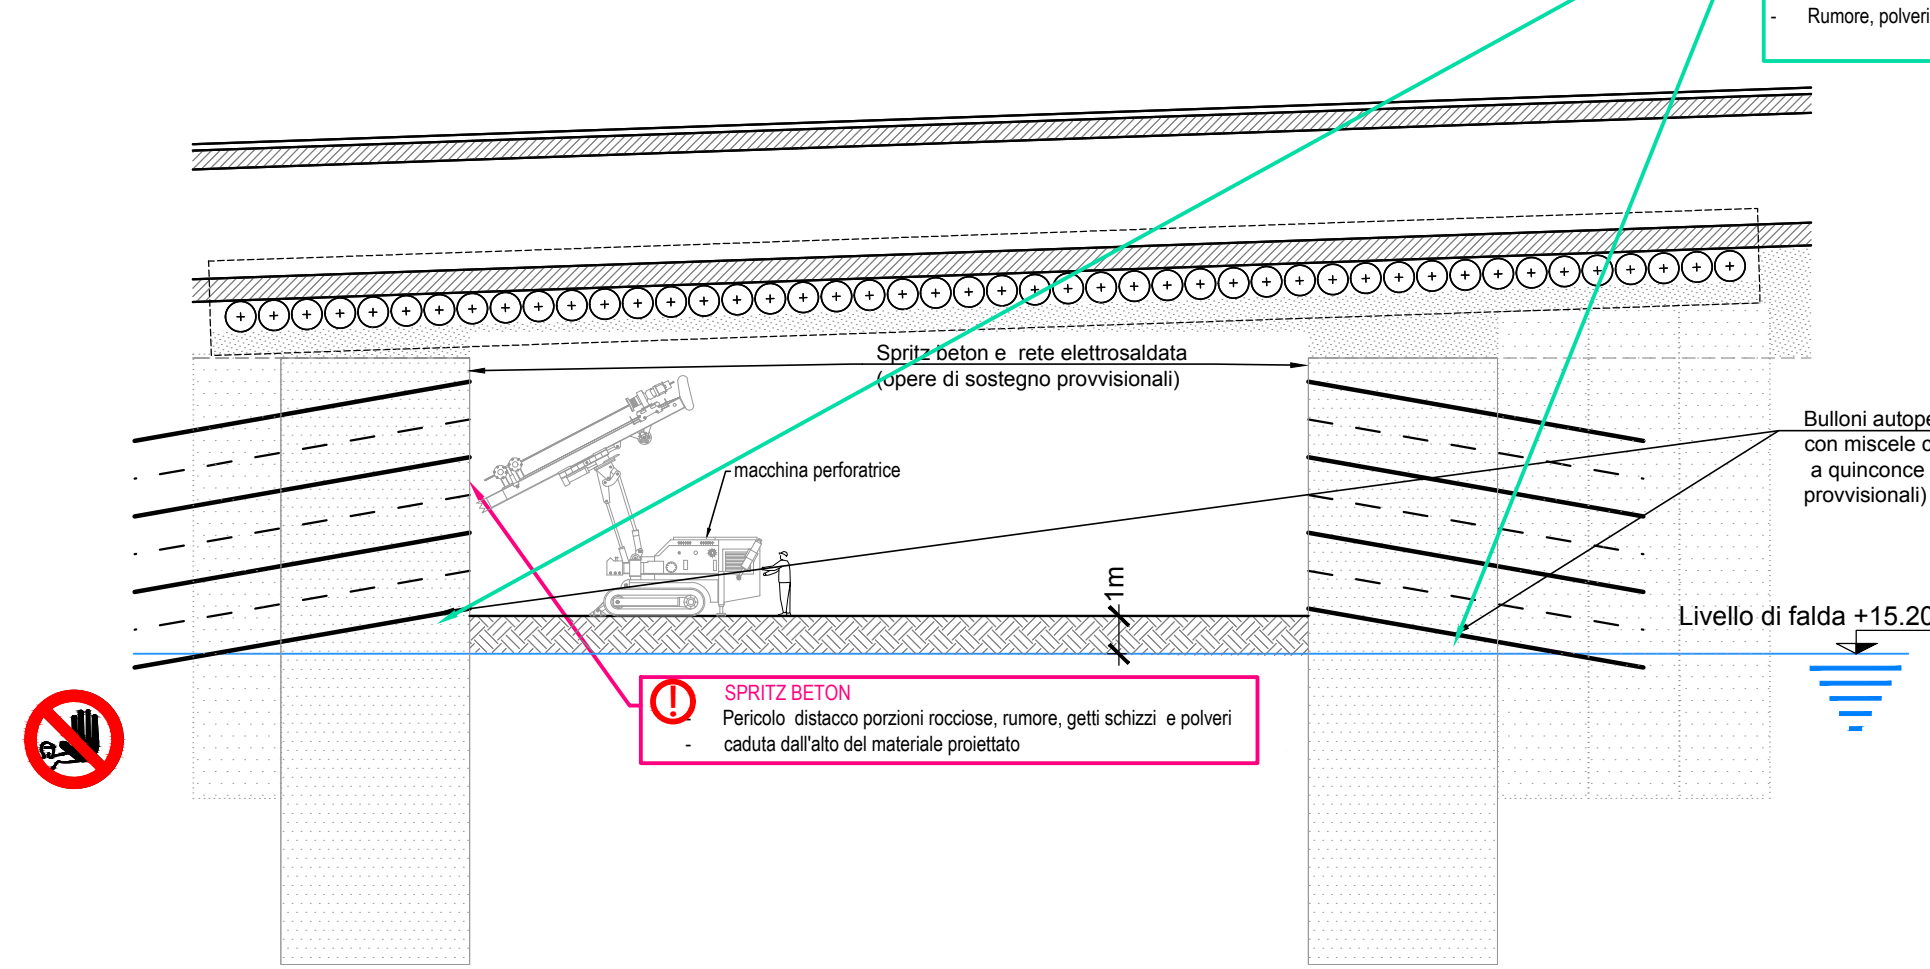 - Rumore, polveri
Spritz beton e rete elettrosaldata
(opere di sostegno provvisionali)
macchina perforatrice
Bulloni autope
con miscele c
a quinconce
provvisionali)
1m
Livello di falda +15.20
SPRITZ BETON
- Pericolo distacco porzioni rocciose, rumore, getti schizzi e polveri
- caduta dall'alto del materiale proiettato